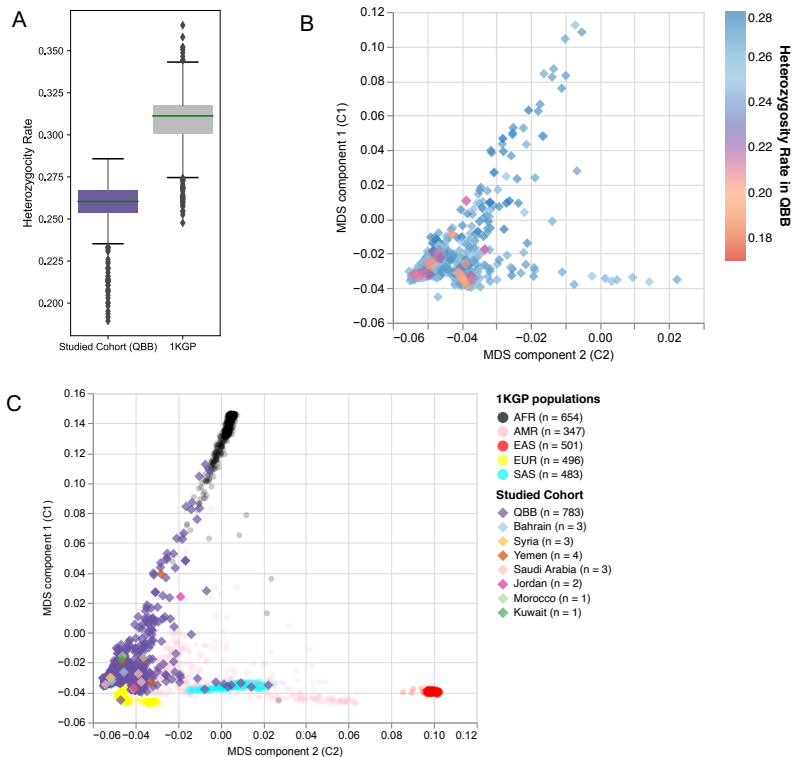 A
Heterozygocity Rate
0.350
0.325
0.300
0.275
0.250
0.225
0.200
Studied Cohort (QBB)
1KGP
B
MDS component 1 (C1)
0.12
0.10
0.08
0.06
0.04
0.02
0.00
−0.02
−0.04
−0.06
−0.06
−0.04
−0.02
0.00
0.02
MDS component 2 (C2)
0.28
0.26
0.24
0.22
0.20
0.18
Heterozygosity Rate in QBB
C
MDS component 1 (C1)
0.16
0.14
0.12
0.10
0.08
0.06
0.04
0.02
0.00
−0.02
−0.04
−0.06
−0.06
−0.04
−0.02
0.00
0.02
0.04
0.06
0.08
0.10
0.12
MDS component 2 (C2)
1KGP populations
AFR (n = 654)
AMR (n = 347)
EAS (n = 501)
EUR (n = 496)
SAS (n = 483)
Studied Cohort
QBB (n = 783)
Bahrain (n = 3)
Syria (n = 3)
Yemen (n = 4)
Saudi Arabia (n = 3)
Jordan (n = 2)
Morocco (n = 1)
Kuwait (n = 1)